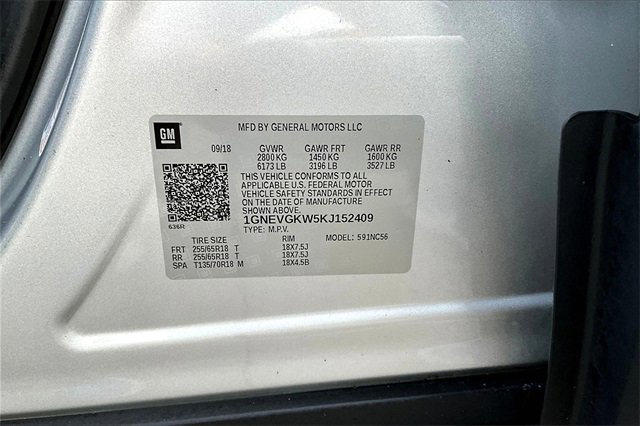 GM
MFD BY GENERAL MOTORS LLC
09/18 GVWR GAWR FRT GAWR RR
2800 KG 1450 KG 1600 KG
6173 LB 3196 LB 3527 LB
THIS VEHICLE CONFORMS TO ALL
APPLICABLE U.S. FEDERAL MOTOR
VEHICLE SAFETY STANDARDS IN EFFECT
ON THE DATE OF MANUFACTURE
SHOWN ABOVE.
1GNEVGKW5KJ152409
636R
TYPE: M.P.V. MODEL: 591NC56
TIRE SIZE RIM
FRT 255/65R18 T 18X7.5J
RR 255/65R18 T 18X7.5J
SPA T135/70R18 M 18X4.5B